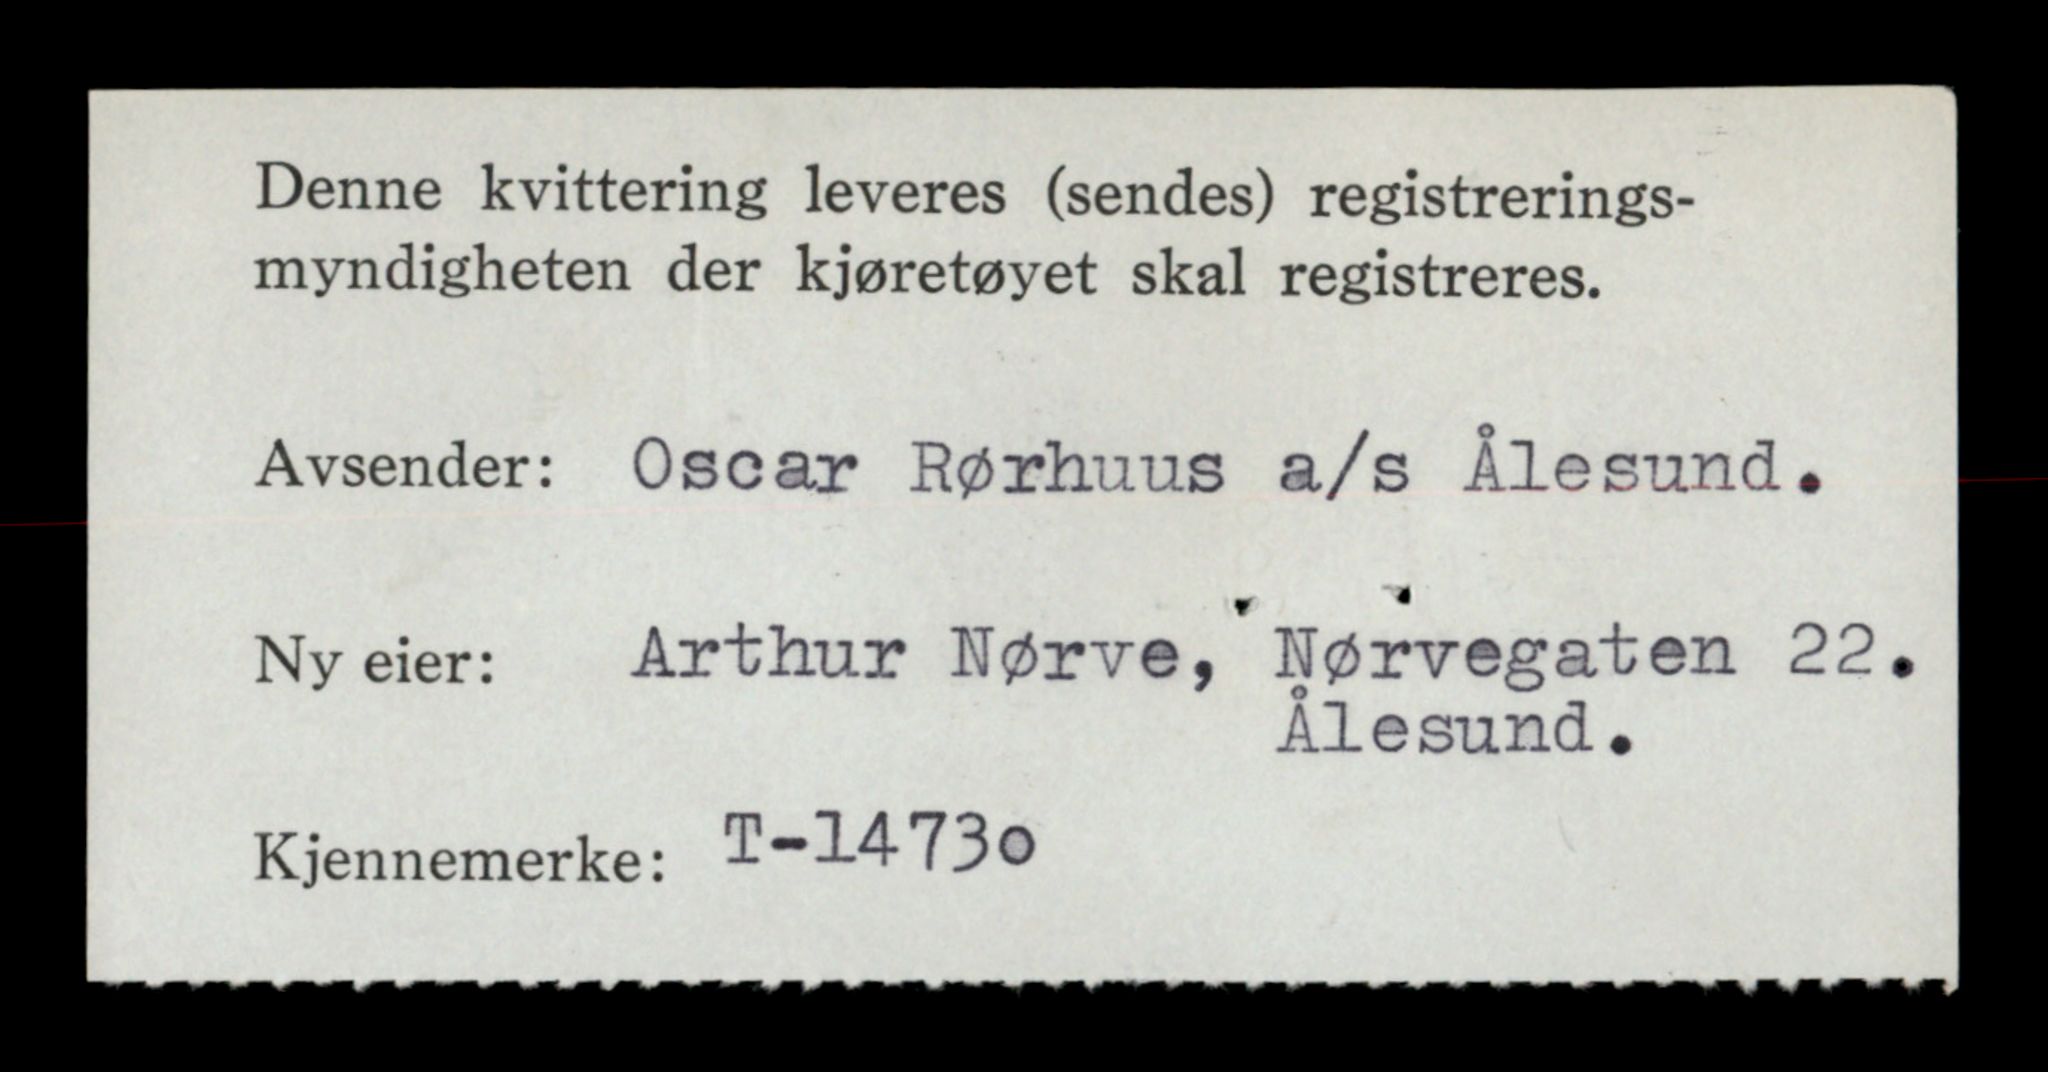 Denne kvittering leveres (sendes) registrerings-
myndigheten der kjøretøyet skal registreres.
Avsender: Oscar Rørhuus a/s Ålesund.
Ny eier: Arthur Nørve, Nørvegaten 22.
Ålesund.
Kjennemerke: T-14730